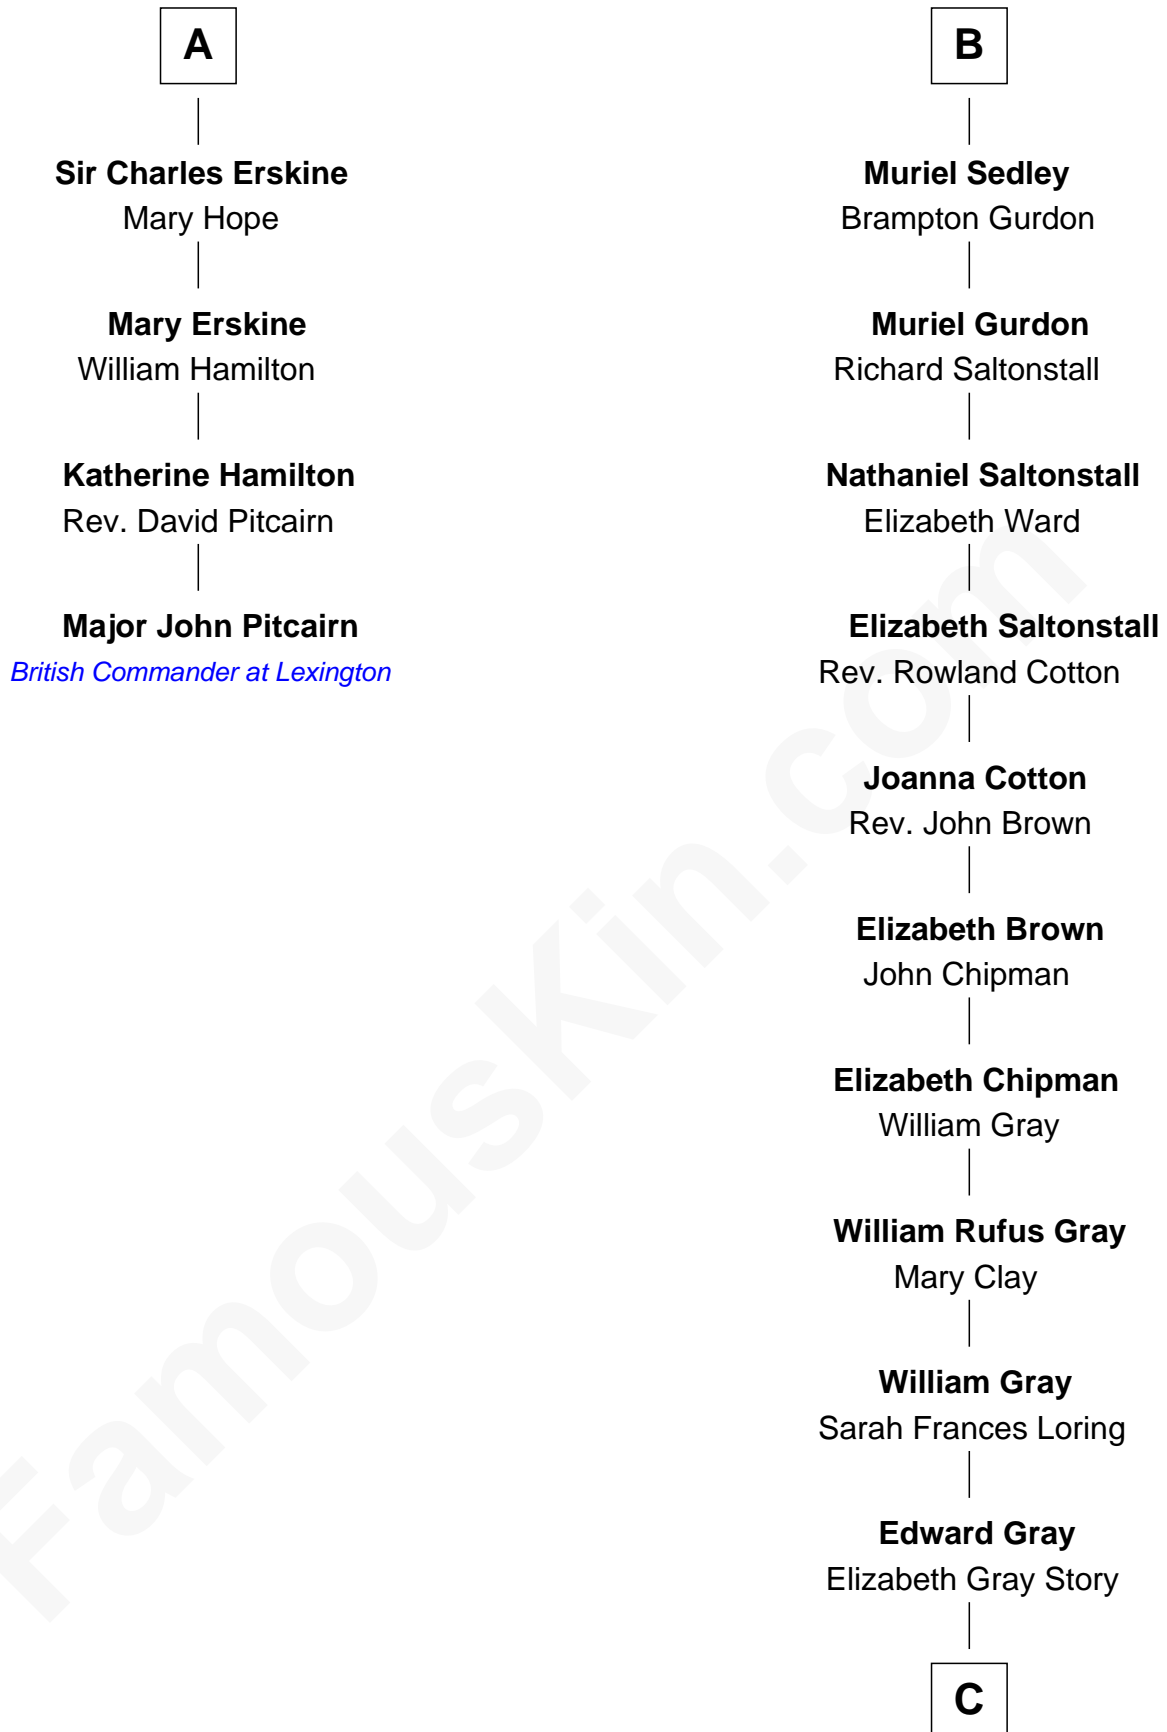 A
Sir Charles Erskine
Mary Hope
Mary Erskine
William Hamilton
Katherine Hamilton
Rev. David Pitcairn
Major John Pitcairn
British Commander at Lexington
B
Muriel Sedley
Brampton Gurdon
Muriel Gurdon
Richard Saltonstall
Nathaniel Saltonstall
Elizabeth Ward
Elizabeth Saltonstall
Rev. Rowland Cotton
Joanna Cotton
Rev. John Brown
Elizabeth Brown
John Chipman
Elizabeth Chipman
William Gray
William Rufus Gray
Mary Clay
William Gray
Sarah Frances Loring
Edward Gray
Elizabeth Gray Story
C
FamousKin.com